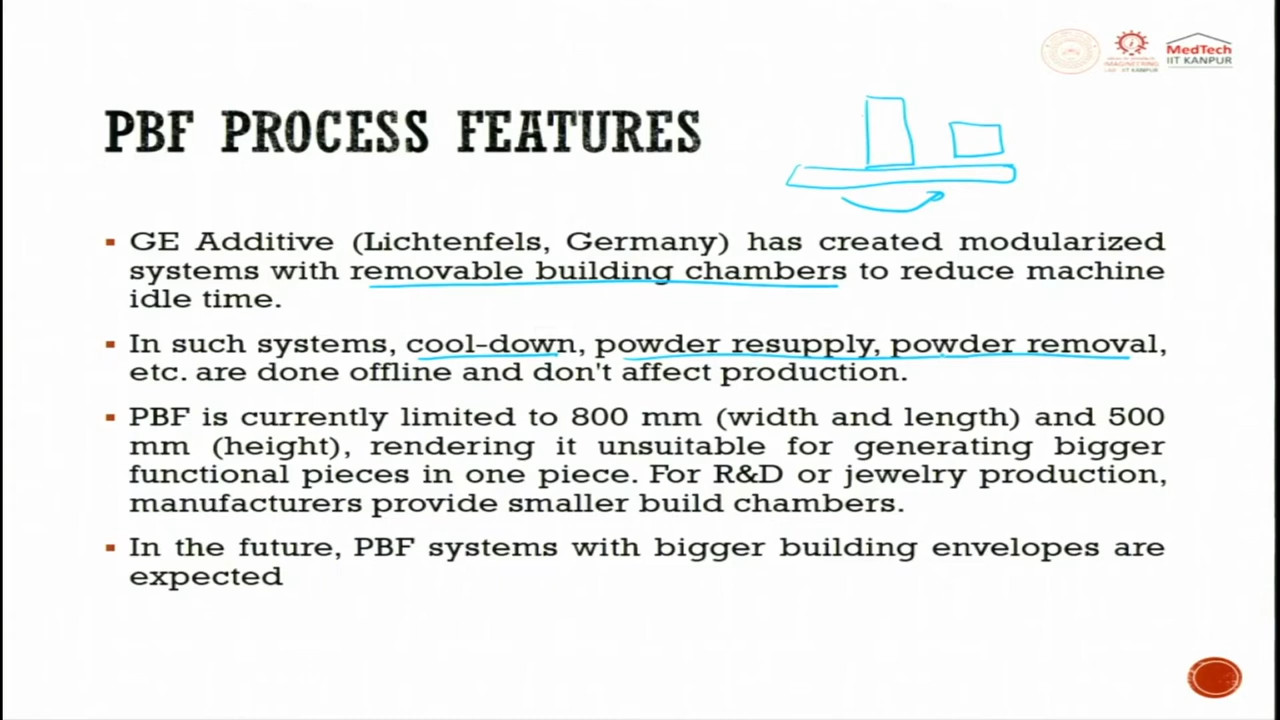 MedTech
IIT KANPUR
IMAGINEERING
LAB IIT KANPUR
PBF PROCESS FEATURES
▪ GE Additive (Lichtenfels, Germany) has created modularized
systems with removable building chambers to reduce machine
idle time.
▪ In such systems, cool-down, powder resupply, powder removal,
etc. are done offline and don't affect production.
▪ PBF is currently limited to 800 mm (width and length) and 500
mm (height), rendering it unsuitable for generating bigger
functional pieces in one piece. For R&D or jewelry production,
manufacturers provide smaller build chambers.
▪ In the future, PBF systems with bigger building envelopes are
expected